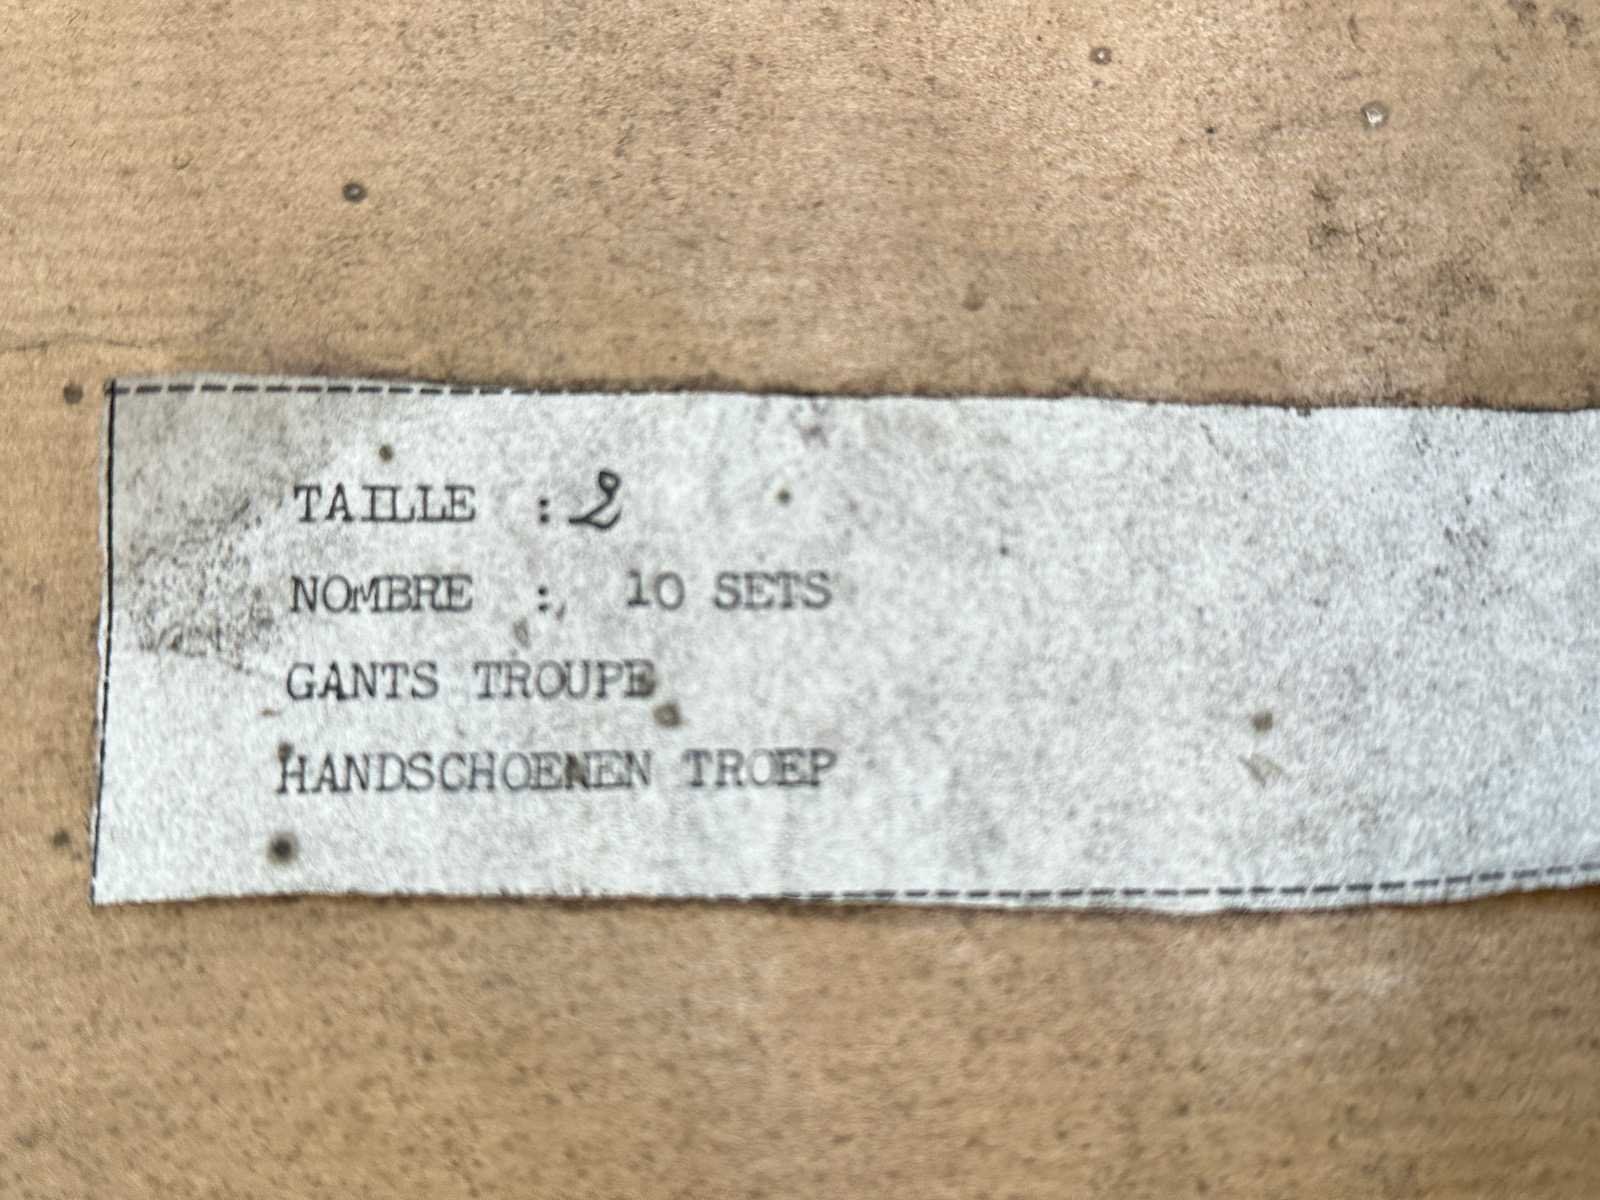 TAILLE : 2
NOMBRE : 10 SETS
GANTS TROUPE
HANDSCHOENEN TROEP